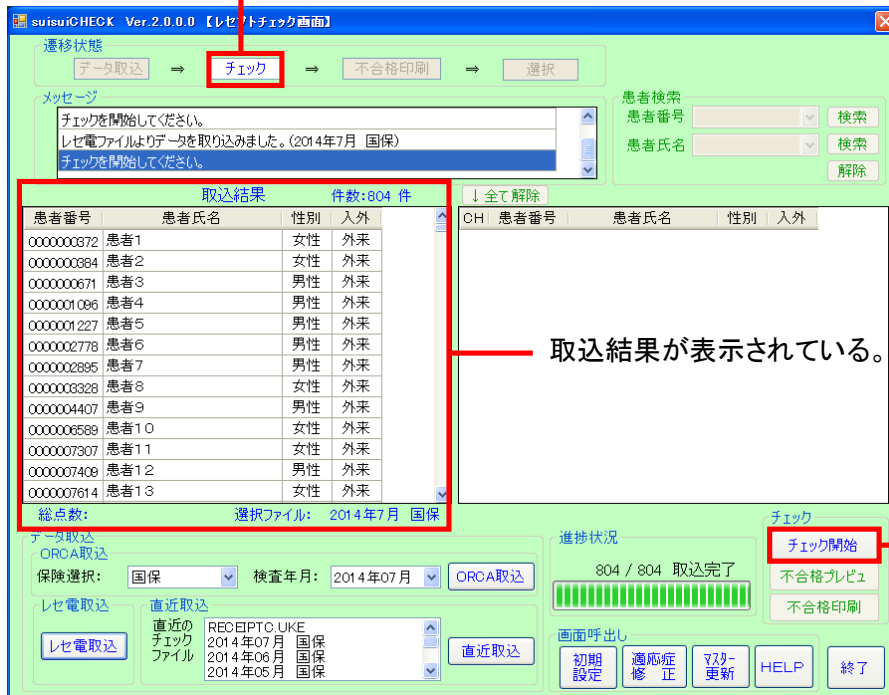 suisuiCHECK Ver.2.0.0.0 【レセプトチェック画面】
遷移状態
データ取込 ⇒ チェック ⇒ 不合格印刷 ⇒ 選択
メッセージ
チェックを開始してください。
レセ電ファイルよりデータを取り込みました。(2014年7月 国保)
チェックを開始してください。
患者検索
患者番号 検索
患者氏名 検索
解除
取込結果 件数:804 件
↓全て解除
患者番号 患者氏名 性別 入外
CH 患者番号 患者氏名 性別 入外
0000000372 患者1 女性 外来
0000000384 患者2 女性 外来
0000000671 患者3 男性 外来
0000001096 患者4 男性 外来
0000001227 患者5 男性 外来
0000002778 患者6 男性 外来
0000002895 患者7 男性 外来
0000003328 患者8 女性 外来
0000004407 患者9 男性 外来
0000006589 患者10 女性 外来
0000007307 患者11 女性 外来
0000007409 患者12 男性 外来
0000007614 患者13 女性 外来
取込結果が表示されている。
総点数: 選択ファイル: 2014年7月 国保
データ取込
ORCA取込
保険選択: 国保 検査年月: 2014年07月 ORCA取込
レセ電取込
レセ電取込
直近取込
直近の
チェック
ファイル
RECEIPTC.UKE
2014年07月 国保
2014年06月 国保
2014年05月 国保
直近取込
進捗状況
804 / 804 取込完了
チェック
チェック開始
不合格プレビュ
不合格印刷
画面呼出し
初期
設定
適応症
修 正
マスター
更新
HELP
終了